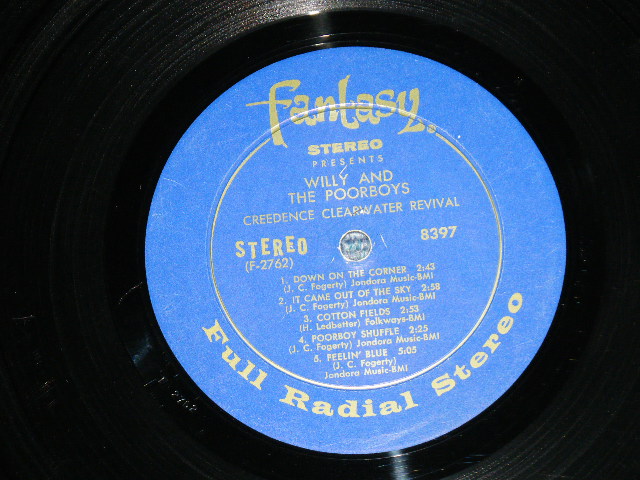 Fantasy.
STEREO
PRESENTS
WILLY AND
THE POORBOYS
CREEDENCE CLEARWATER REVIVAL
STEREO
(F-2762)
8397
1. DOWN ON THE CORNER 2:43
(J. C. Fogerty) Jondora Music-BMI
2. IT CAME OUT OF THE SKY 2:58
(J. C. Fogerty) Jondora Music-BMI
3. COTTON FIELDS 2:53
(H. Ledbetter) Folkways-BMI
4. POORBOY SHUFFLE 2:25
(J. C. Fogerty) Jondora Music-BMI
5. FEELIN' BLUE 5:05
(J. C. Fogerty)
Jondora Music-BMI
Full Radial Stereo